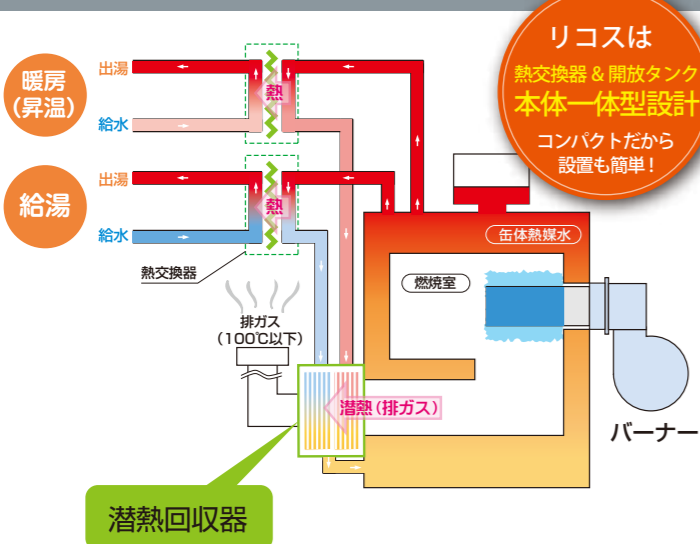 リコスは
熱交換器 & 開放タンク
本体一体型設計
コンパクトだから
設置も簡単！
暖房
（昇温）
出湯
熱
給水
給湯
出湯
熱
給水
熱交換器
缶体熱媒水
燃焼室
排ガス
（100℃以下）
潜熱（排ガス）
バーナー
潜熱回収器